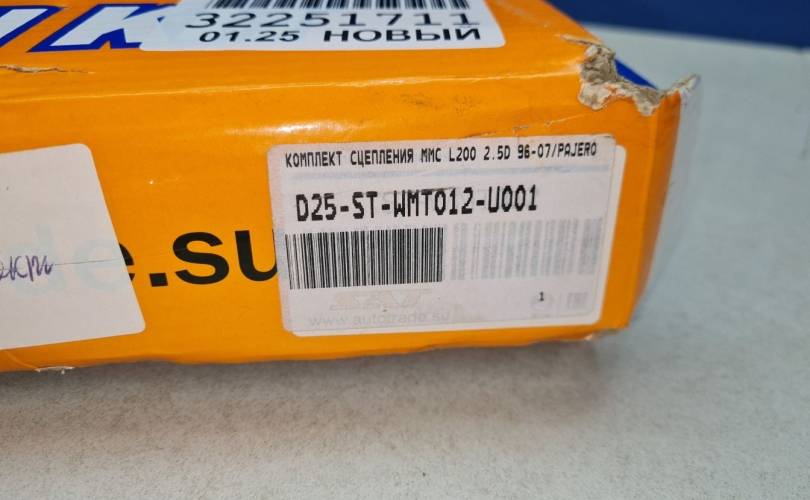 32251711
01.25 НОВЫЙ
КОМПЛЕКТ СЦЕПЛЕНИЯ ММС L200 2.5D 96-07/PAJERO
D25-ST-WMT012-U001
1
www.autotrade.su
de.su